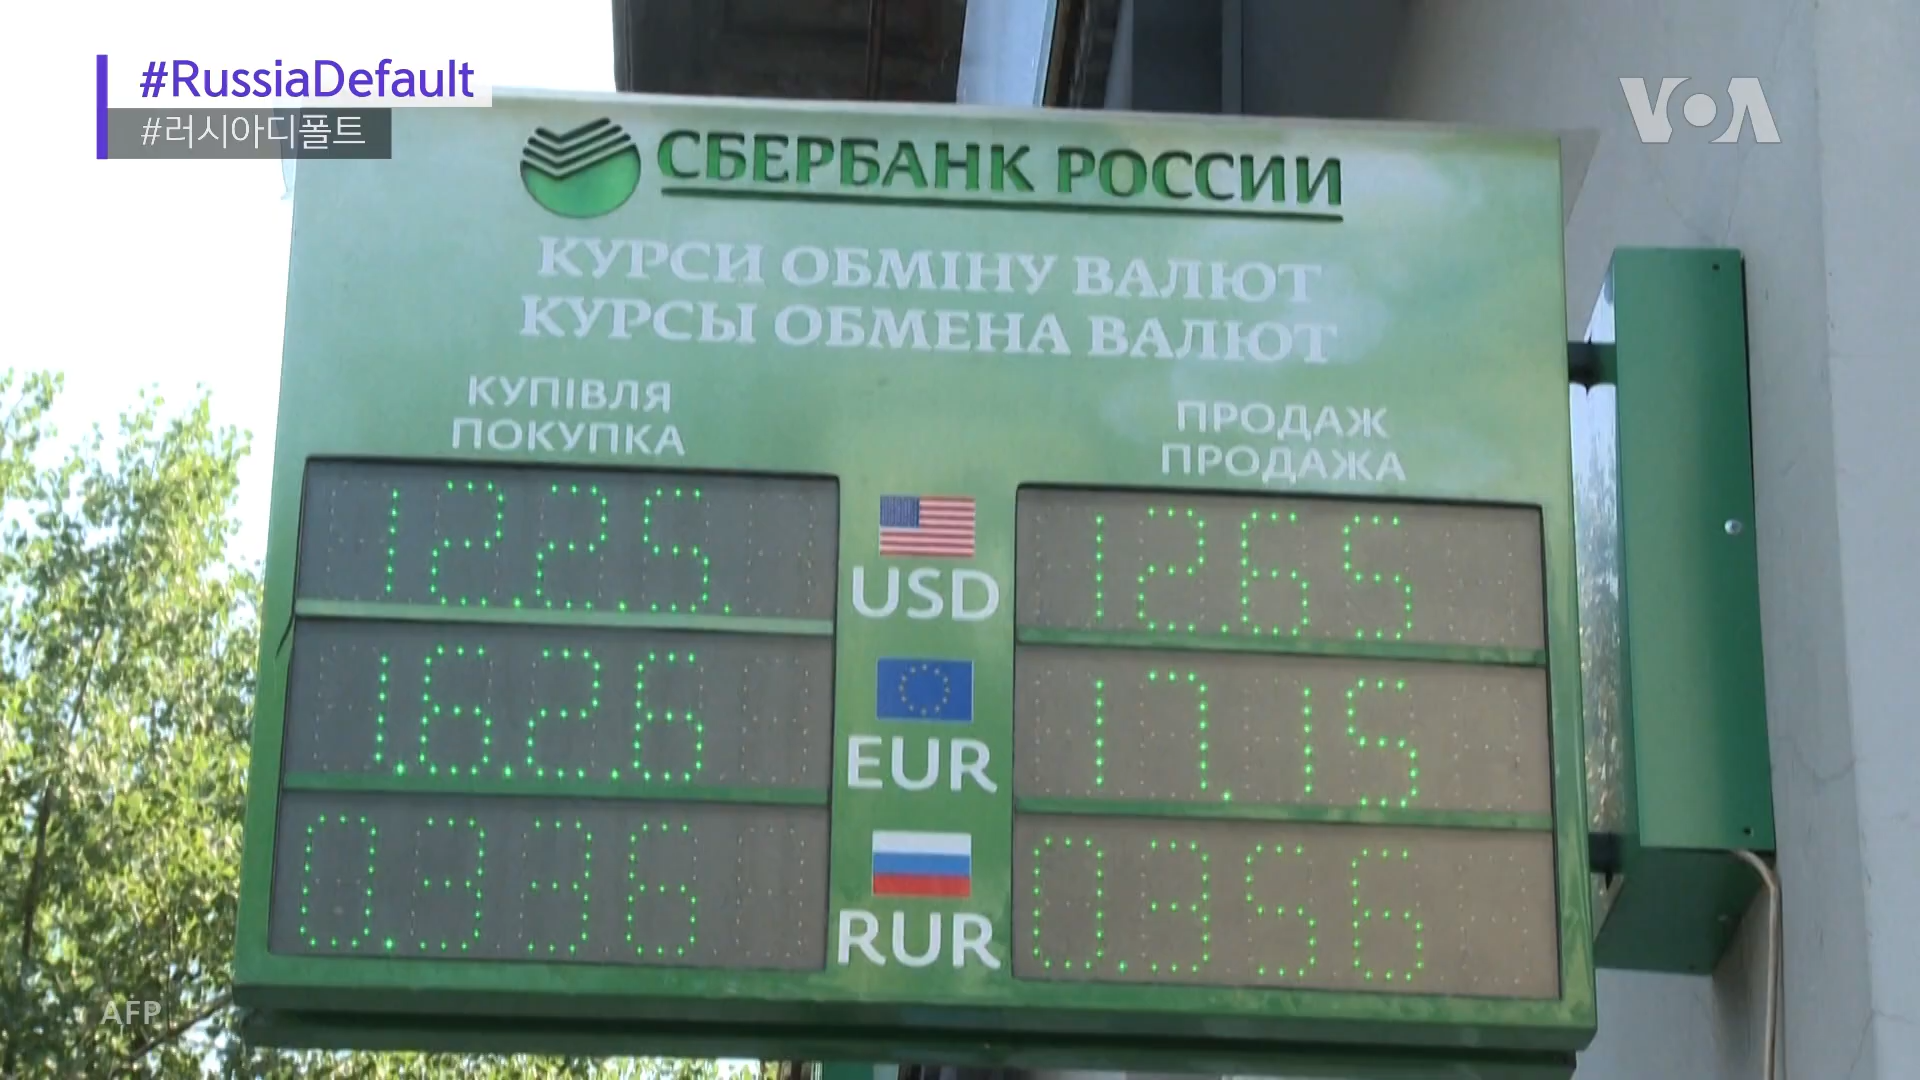 #RussiaDefault
#러시아디폴트
VOA
СБЕРБАНК РОССИИ
КУРСИ ОБМІНУ ВАЛЮТ
КУРСЫ ОБМЕНА ВАЛЮТ
КУПІВЛЯ ПРОДАЖ
ПОКУПКА ПРОДАЖА
12.25 USD 12.65
16.26 EUR 17.15
0.336 RUR 0.356
AFP